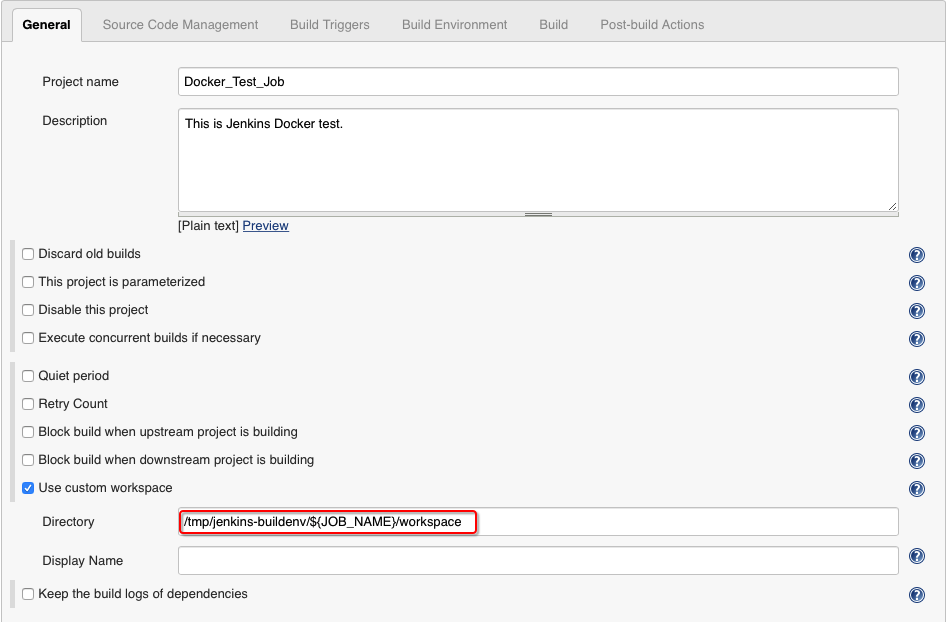 General Source Code Management Build Triggers Build Environment Build Post-build Actions
Project name Docker_Test_Job
Description This is Jenkins Docker test.
[Plain text] Preview
Discard old builds
This project is parameterized
Disable this project
Execute concurrent builds if necessary
Quiet period
Retry Count
Block build when upstream project is building
Block build when downstream project is building
Use custom workspace
Directory /tmp/jenkins-buildenv/${JOB_NAME}/workspace
Display Name
Keep the build logs of dependencies